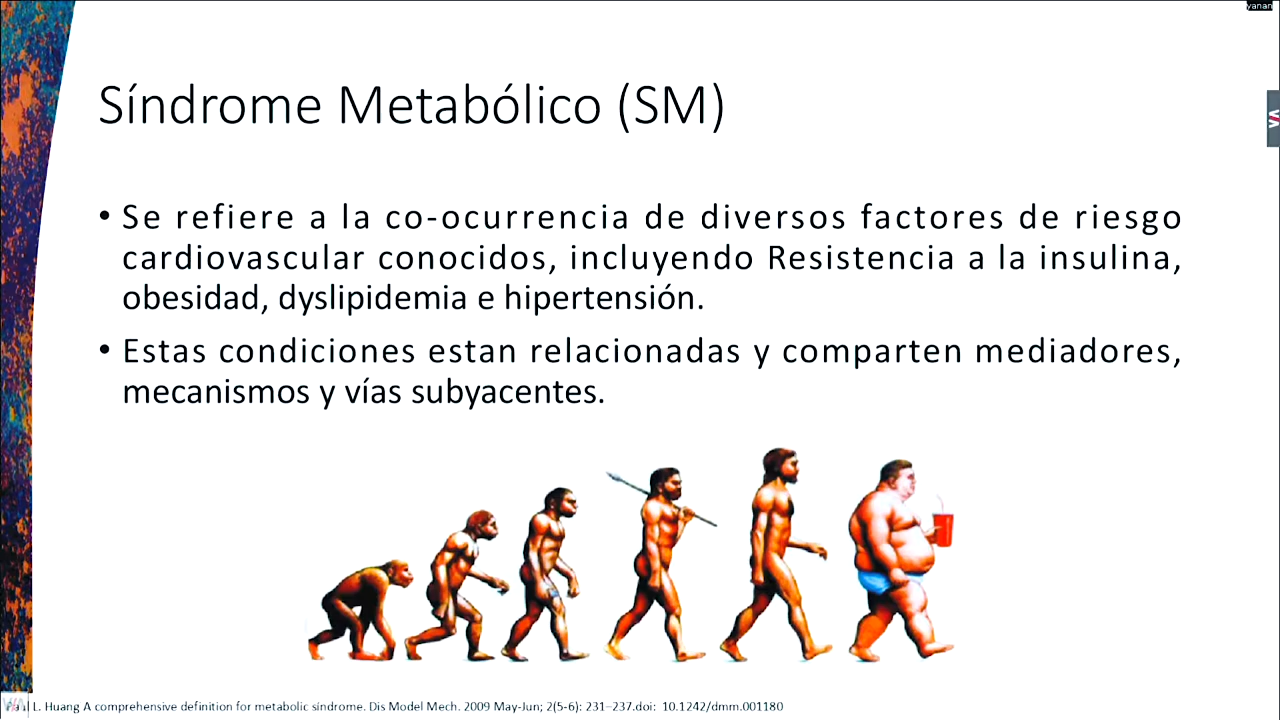 yanan
Síndrome Metabólico (SM)
• Se refiere a la co-ocurrencia de diversos factores de riesgo
cardiovascular conocidos, incluyendo Resistencia a la insulina,
obesidad, dyslipidemia e hipertensión.
• Estas condiciones estan relacionadas y comparten mediadores,
mecanismos y vías subyacentes.
L. Huang A comprehensive definition for metabolic sindrome. Dis Model Mech. 2009 May-Jun; 2(5-6): 231–237.doi: 10.1242/dmm.001180